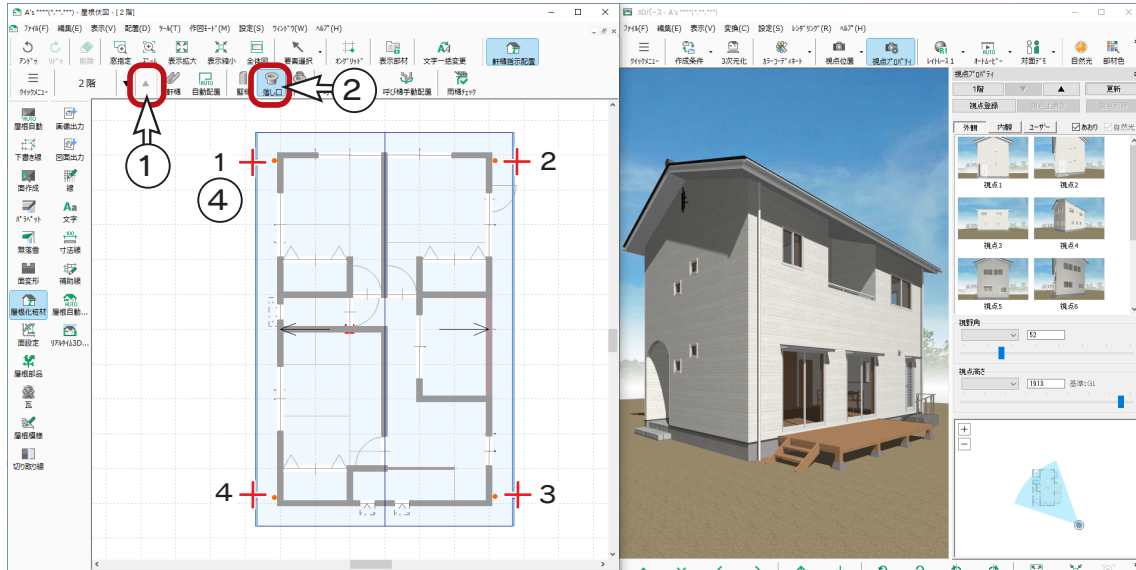 A's ****(*.**.***) - 屋根伏図 - [2 階]
ﾌｧｲﾙ(F) 編集(E) 表示(V) 配置(D) ﾂｰﾙ(T) 作図ﾓｰﾄﾞ(M) 設定(S) ｳｨﾝﾄﾞｳ(W) ﾍﾙﾌﾟ(H)
ｱﾝﾄﾞｩ ﾘﾄﾞｩ 削除 窓指定 ｽﾞｰﾑ 表示拡大 表示縮小 全体図 要素選択 ｵﾝｸﾞﾘｯﾄﾞ 表示部材 文字一括変更 軒樋指示配置
ｸｲｯｸﾒﾆｭｰ 2 階 軒樋 自動配置 竪樋 落し口 呼び樋手動配置 雨樋ﾁｪｯｸ
屋根自動 画像出力
下書き線 図面出力
面作成 線
ﾊﾟﾗﾍﾟｯﾄ 文字
無落雪 寸法線
面変形 補助線
屋根化粧材 屋根自動...
面設定 ﾘｱﾙﾀｲﾑ3D...
屋根部品
瓦
屋根模様
切り取り線
①
②
④
1
2
3
4
3Dﾊﾟｰｽ - A's ****(*.**.***)
ﾌｧｲﾙ(F) 編集(E) 表示(V) 変換(C) 設定(S) ﾚﾝﾀﾞﾘﾝｸﾞ(R) ﾍﾙﾌﾟ(H)
ｸｲｯｸﾒﾆｭｰ 作成条件 3次元化 ｶﾗｰｺｰﾃﾞｨﾈｰﾄ 視点位置 視点ﾌﾟﾛﾊﾟﾃｨ ﾚｲﾄﾚｰｽ1 ｵｰﾄﾑｰﾋﾞｰ 対面ﾃﾞﾓ 自然光 部材色
視点ﾌﾟﾛﾊﾟﾃｨ
1階 ▼ ▲ 更新
視点登録
外観 内観 ﾕｰｻﾞｰ あおり 自然光
視点1 視点2
視点3 視点4
視点5 視点6
視野角
52
視点高さ
1918 基準:GL